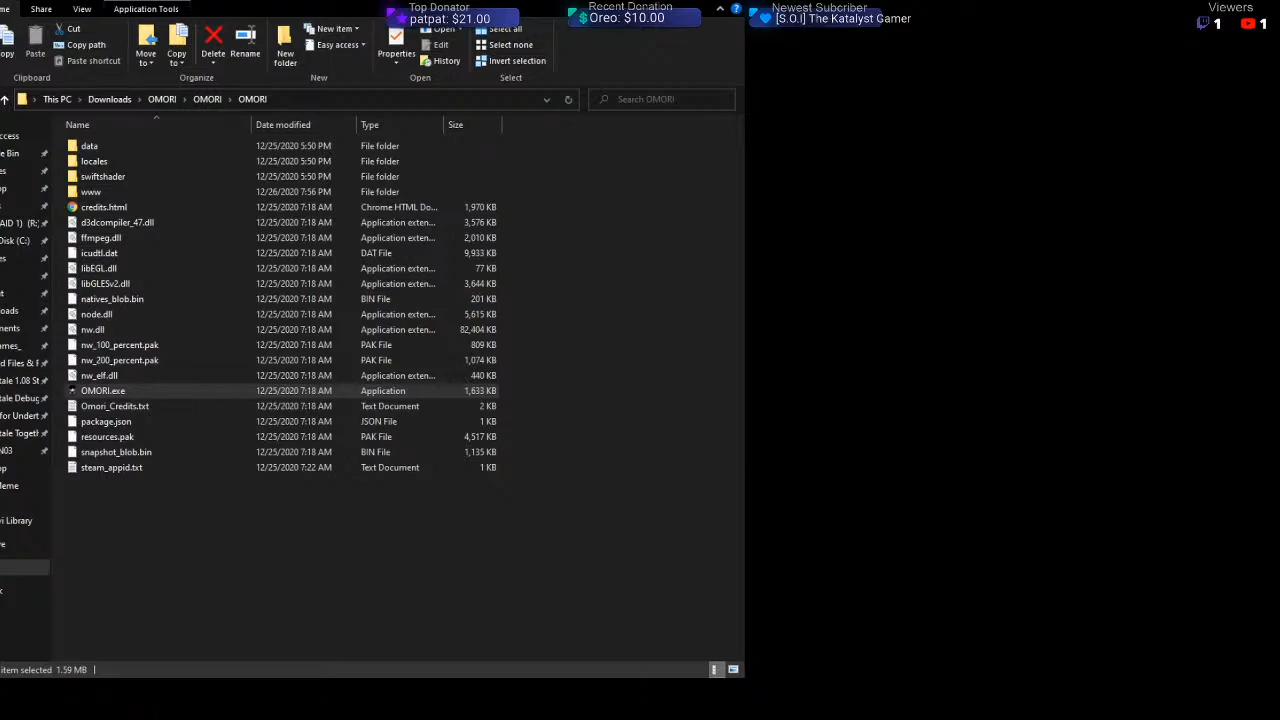 Top Donator
patpat: $21.00
Recent Donation
Oreo: $10.00
Newest Subcriber
[S.O.I] The Katalyst Gamer
Viewers
1
1
Share
View
Application Tools
Cut
Copy path
Paste
Paste shortcut
Clipboard
Move
to
Copy
to
Delete
Rename
Organize
New
folder
New item
Easy access
New
Properties
Open
Edit
History
Open
Select all
Select none
Invert selection
Select
This PC
Downloads
OMORI
OMORI
OMORI
Search OMORI
Name
Date modified
Type
Size
data 12/25/2020 5:50 PM File folder
locales 12/25/2020 5:50 PM File folder
swiftshader 12/25/2020 5:50 PM File folder
www 12/26/2020 7:56 PM File folder
credits.html 12/25/2020 7:18 AM Chrome HTML Do... 1,970 KB
d3dcompiler_47.dll 12/25/2020 7:18 AM Application exten... 3,576 KB
ffmpeg.dll 12/25/2020 7:18 AM Application exten... 2,010 KB
icudtl.dat 12/25/2020 7:18 AM DAT File 9,933 KB
libEGL.dll 12/25/2020 7:18 AM Application exten... 77 KB
libGLESv2.dll 12/25/2020 7:18 AM Application exten... 3,644 KB
natives_blob.bin 12/25/2020 7:18 AM BIN File 201 KB
node.dll 12/25/2020 7:18 AM Application exten... 5,615 KB
nw.dll 12/25/2020 7:18 AM Application exten... 82,404 KB
nw_100_percent.pak 12/25/2020 7:18 AM PAK File 809 KB
nw_200_percent.pak 12/25/2020 7:18 AM PAK File 1,074 KB
nw_elf.dll 12/25/2020 7:18 AM Application exten... 440 KB
OMORI.exe 12/25/2020 7:18 AM Application 1,633 KB
Omori_Credits.txt 12/25/2020 7:18 AM Text Document 2 KB
package.json 12/25/2020 7:18 AM JSON File 1 KB
resources.pak 12/25/2020 7:18 AM PAK File 4,517 KB
snapshot_blob.bin 12/25/2020 7:18 AM BIN File 1,135 KB
steam_appid.txt 12/25/2020 7:22 AM Text Document 1 KB
item selected 1.59 MB